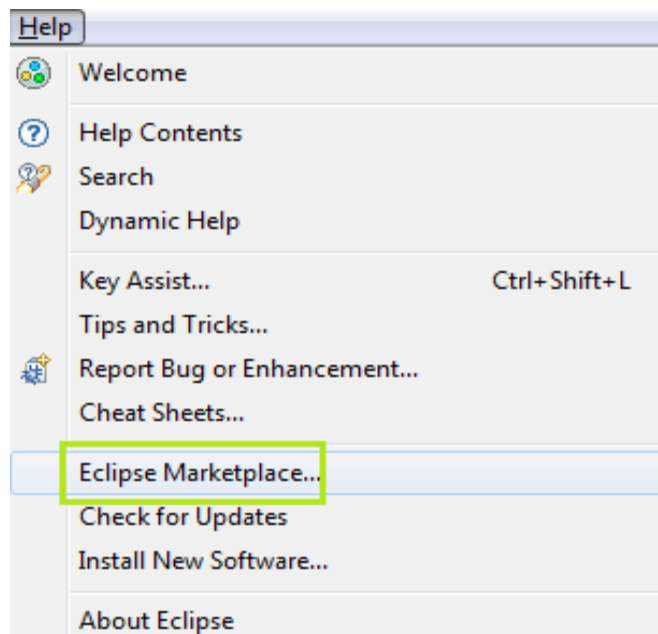 Help
Welcome
Help Contents
Search
Dynamic Help
Key Assist... Ctrl+Shift+L
Tips and Tricks...
Report Bug or Enhancement...
Cheat Sheets...
Eclipse Marketplace...
Check for Updates
Install New Software...
About Eclipse